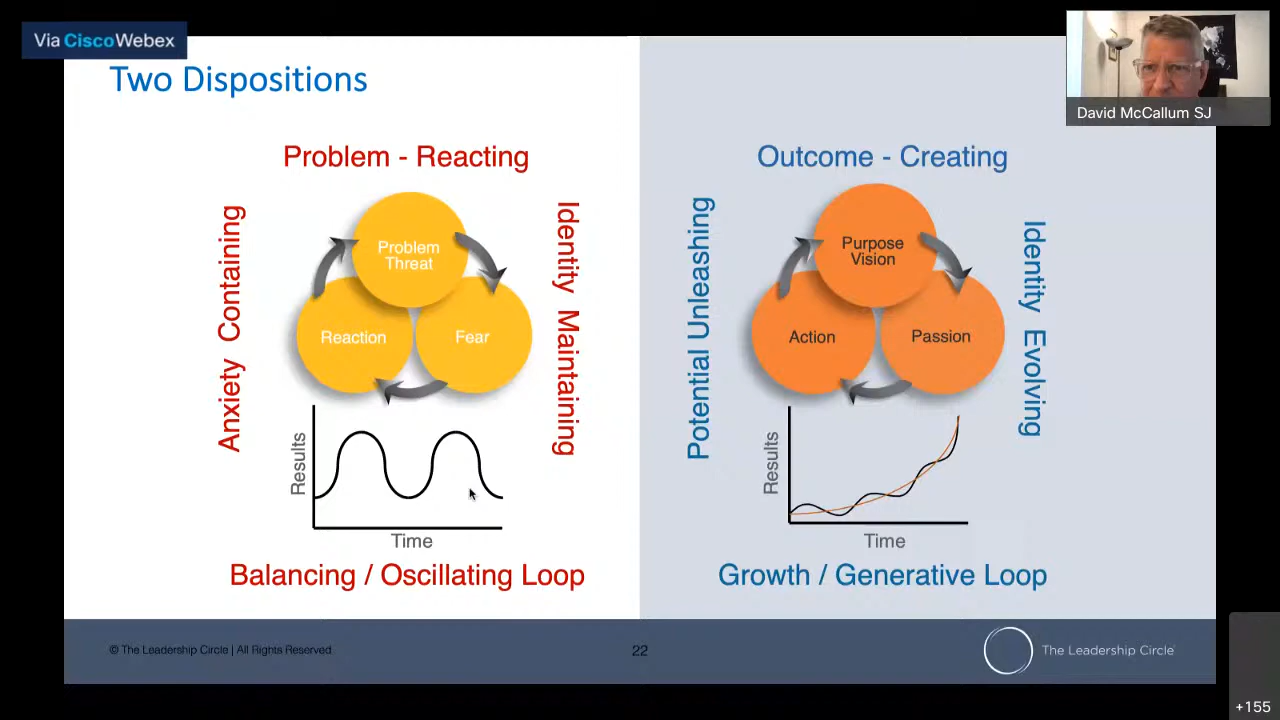 Via CiscoWebex
Two Dispositions
David McCallum SJ
Problem - Reacting
Anxiety Containing
Identity Maintaining
Problem
Threat
Reaction
Fear
Results
Time
Balancing / Oscillating Loop
Outcome - Creating
Potential Unleashing
Identity Evolving
Purpose
Vision
Action
Passion
Results
Time
Growth / Generative Loop
© The Leadership Circle | All Rights Reserved
22
The Leadership Circle
+155